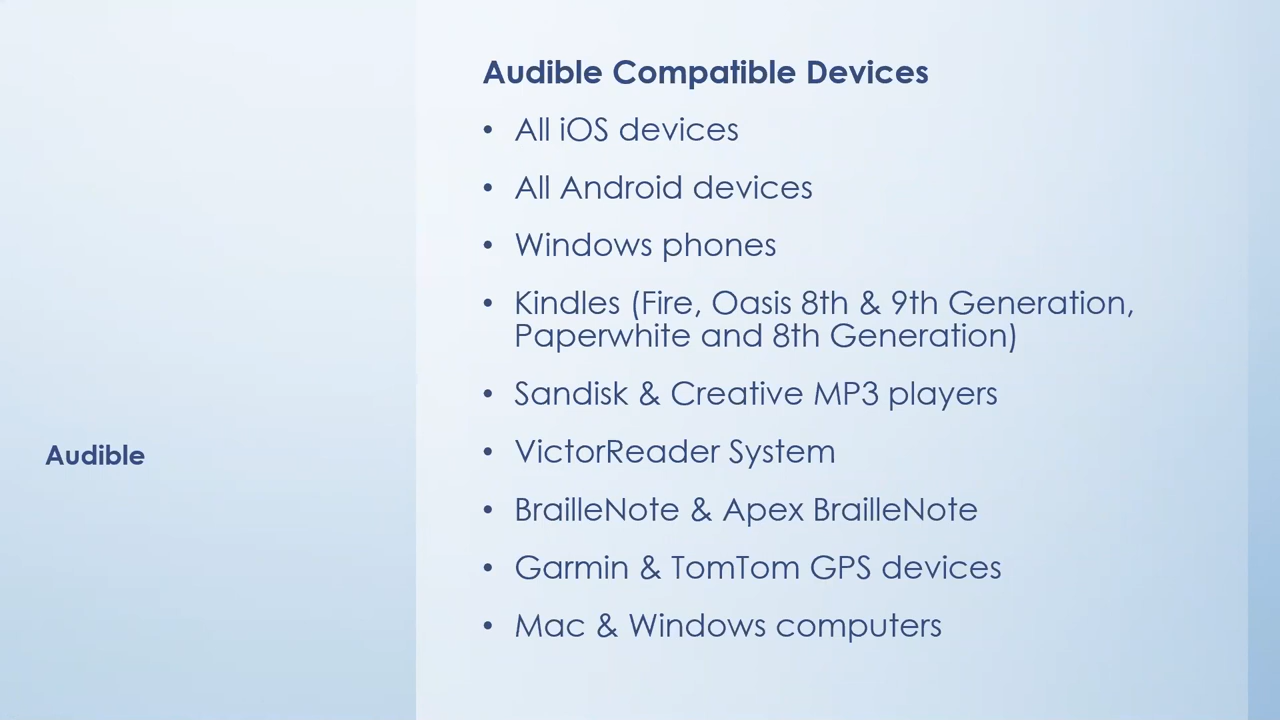 Audible Compatible Devices
• All iOS devices
• All Android devices
• Windows phones
• Kindles (Fire, Oasis 8th & 9th Generation,
Paperwhite and 8th Generation)
• Sandisk & Creative MP3 players
• VictorReader System
• BrailleNote & Apex BrailleNote
• Garmin & TomTom GPS devices
• Mac & Windows computers
Audible